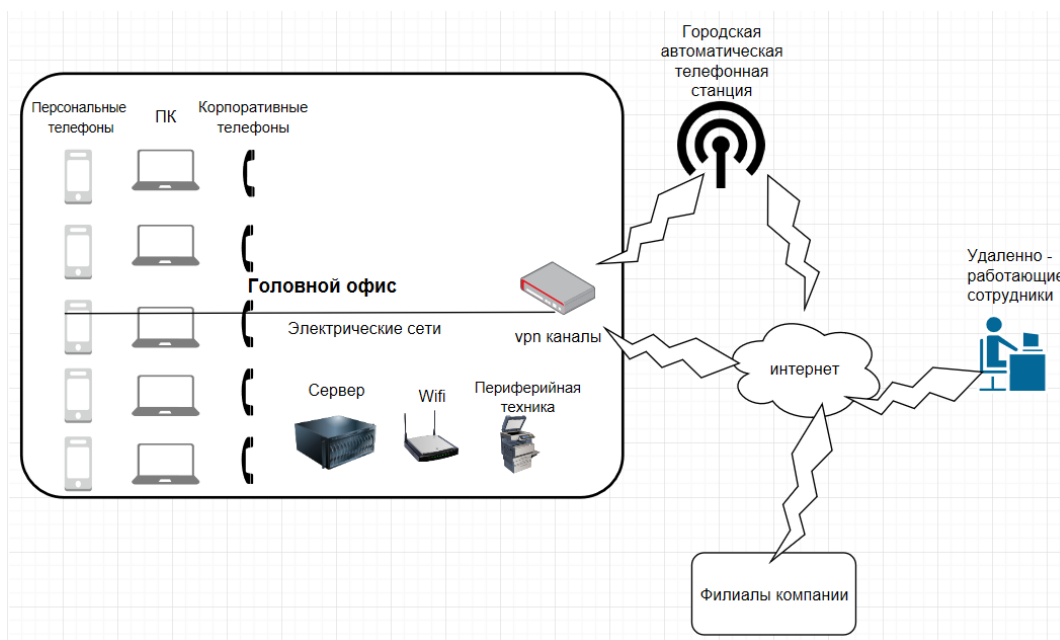 Городская
автоматическая
телефонная
станция
Персональные
телефоны
ПК
Корпоративные
телефоны
Головной офис
Электрические сети
vpn каналы
Сервер
Wifi
Периферийная
техника
интернет
Удаленно -
работающие
сотрудники
Филиалы компании